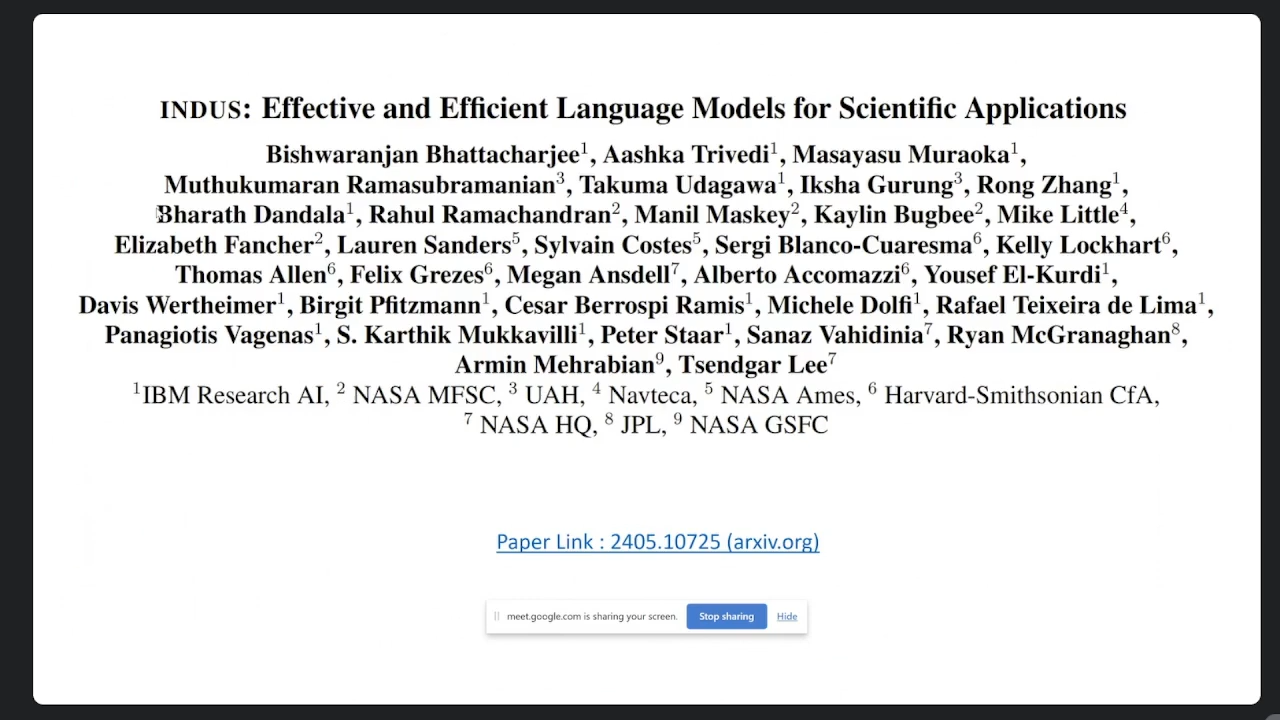 INDUS: Effective and Efficient Language Models for Scientific Applications
Bishwaranjan Bhattacharjee¹, Aashka Trivedi¹, Masayasu Muraoka¹,
Muthukumaran Ramasubramanian³, Takuma Udagawa¹, Iksha Gurung³, Rong Zhang¹,
Bharath Dandala¹, Rahul Ramachandran², Manil Maskey², Kaylin Bugbee², Mike Little⁴,
Elizabeth Fancher², Lauren Sanders⁵, Sylvain Costes⁵, Sergi Blanco-Cuaresma⁶, Kelly Lockhart⁶,
Thomas Allen⁶, Felix Grezes⁶, Megan Ansdell⁷, Alberto Accomazzi⁶, Yousef El-Kurdi¹,
Davis Wertheimer¹, Birgit Pfitzmann¹, Cesar Berrospi Ramis¹, Michele Dolfi¹, Rafael Teixeira de Lima¹,
Panagiotis Vagenas¹, S. Karthik Mukkavilli¹, Peter Staar¹, Sanaz Vahidinia⁷, Ryan McGranaghan⁸,
Armin Mehrabian⁹, Tsendgar Lee⁷
¹IBM Research AI, ² NASA MFSC, ³ UAH, ⁴ Navteca, ⁵ NASA Ames, ⁶ Harvard-Smithsonian CfA,
⁷ NASA HQ, ⁸ JPL, ⁹ NASA GSFC
Paper Link : 2405.10725 (arxiv.org)
meet.google.com is sharing your screen. Stop sharing Hide